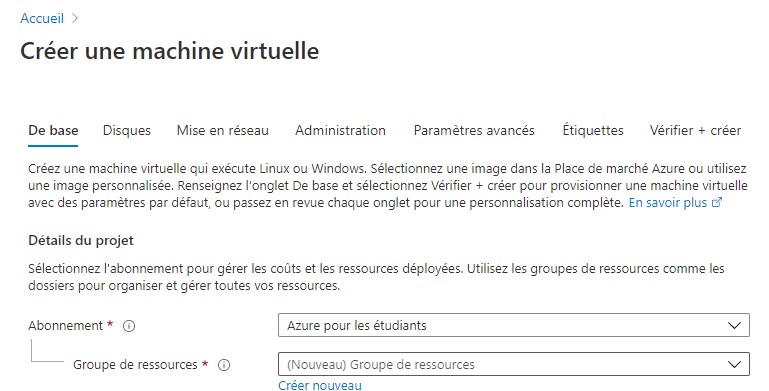 Accueil
Créer une machine virtuelle
De base Disques Mise en réseau Administration Paramètres avancés Étiquettes Vérifier + créer
Créez une machine virtuelle qui exécute Linux ou Windows. Sélectionnez une image dans la Place de marché Azure ou utilisez
une image personnalisée. Renseignez l'onglet De base et sélectionnez Vérifier + créer pour provisionner une machine virtuelle
avec des paramètres par défaut, ou passez en revue chaque onglet pour une personnalisation complète. En savoir plus
Détails du projet
Sélectionnez l'abonnement pour gérer les coûts et les ressources déployées. Utilisez les groupes de ressources comme les
dossiers pour organiser et gérer toutes vos ressources.
Abonnement * Azure pour les étudiants
Groupe de ressources * (Nouveau) Groupe de ressources
Créer nouveau